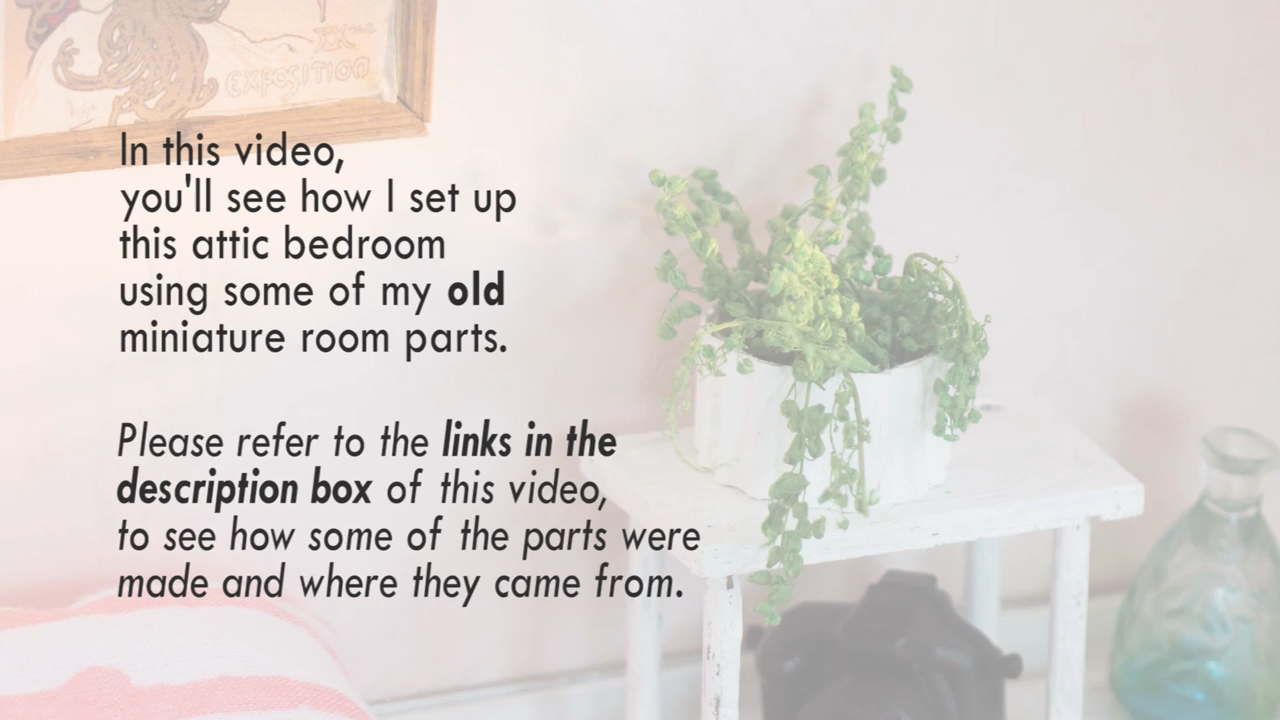 XX
EXPOSITION
In this video,
you'll see how I set up
this attic bedroom
using some of my old
miniature room parts.
Please refer to the links in the
description box of this video,
to see how some of the parts were
made and where they came from.